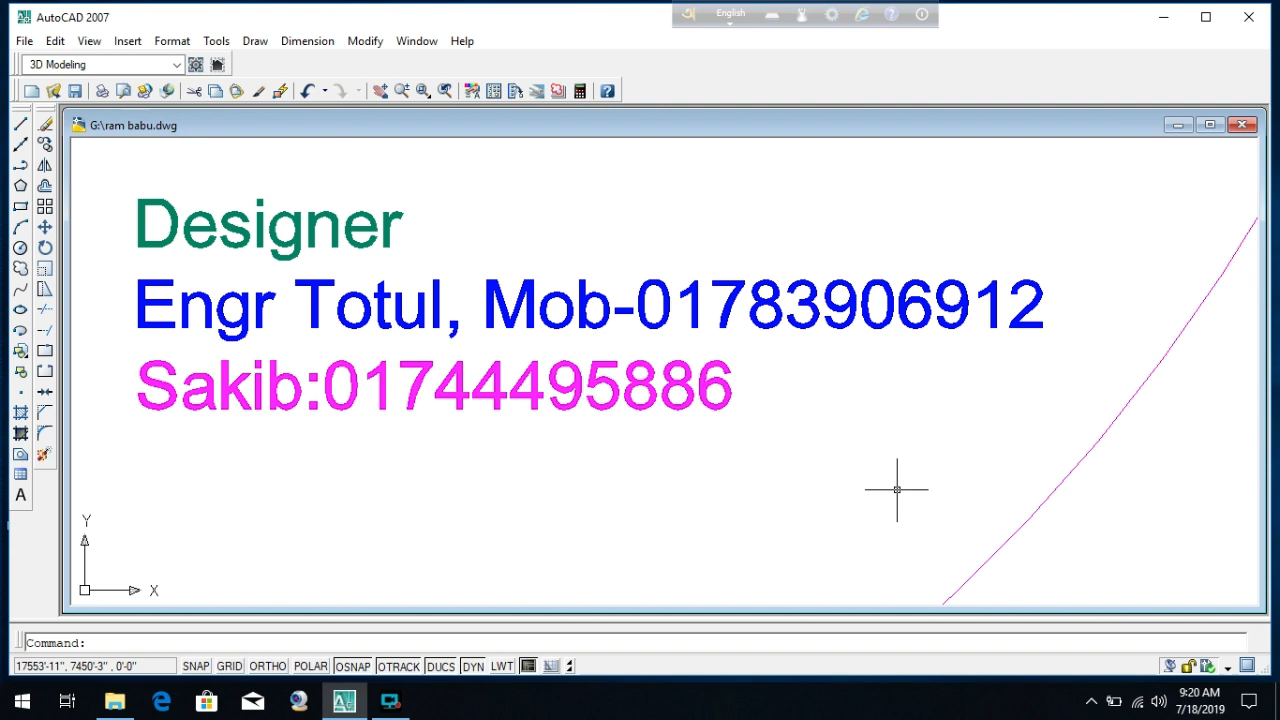 AutoCAD 2007
English
File Edit View Insert Format Tools Draw Dimension Modify Window Help
3D Modeling
G:\ram babu.dwg
Designer
Engr Totul, Mob-01783906912
Sakib:01744495886
Y
X
A
Command:
17553'-11", 7450'-3" , 0'-0" SNAP GRID ORTHO POLAR OSNAP OTRACK DUCS DYN LWT
9:20 AM
7/18/2019